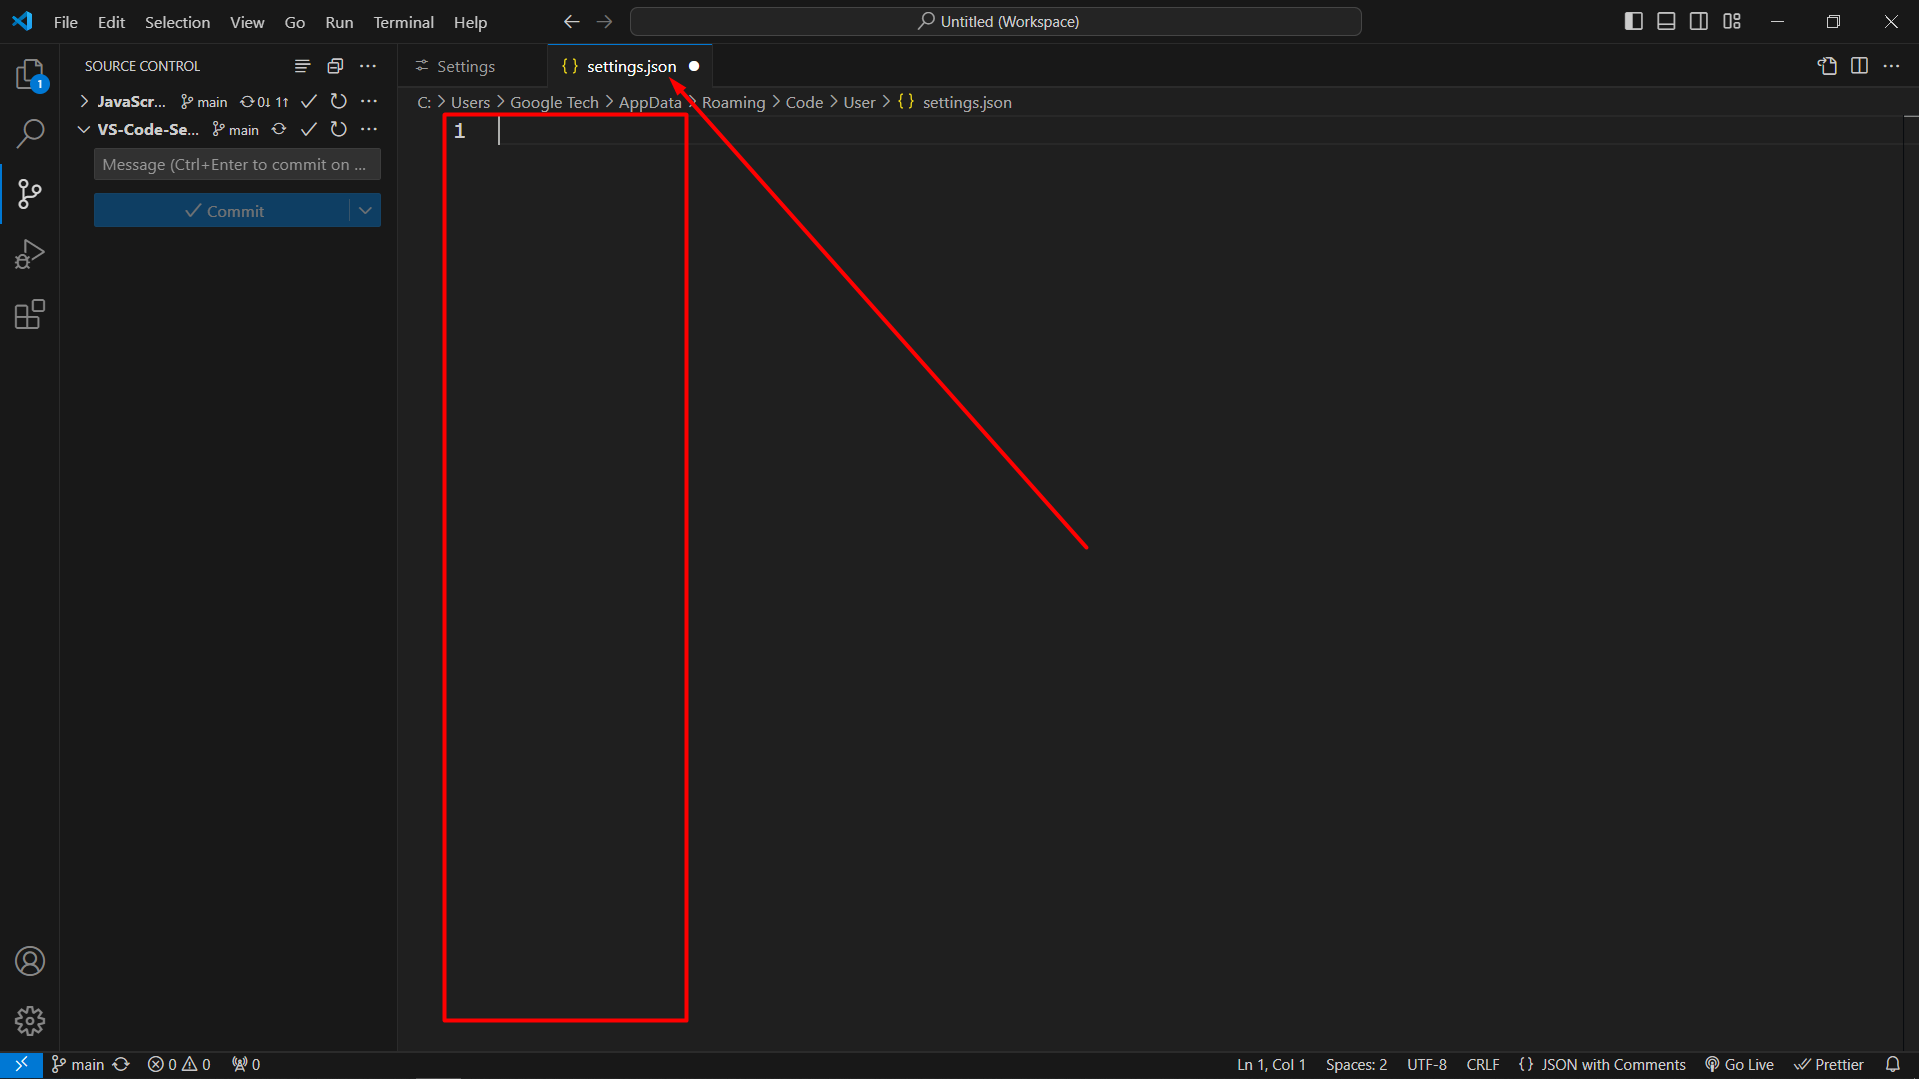 File Edit Selection View Go Run Terminal Help
Untitled (Workspace)
SOURCE CONTROL
Settings
{} settings.json
1
JavaScr... main 0↓ 1↑
C: > Users > Google Tech > AppData > Roaming > Code > User > {} settings.json
VS-Code-Se... main
1
Message (Ctrl+Enter to commit on ...
Commit
main 0 0 0
Ln 1, Col 1 Spaces: 2 UTF-8 CRLF {} JSON with Comments Go Live Prettier